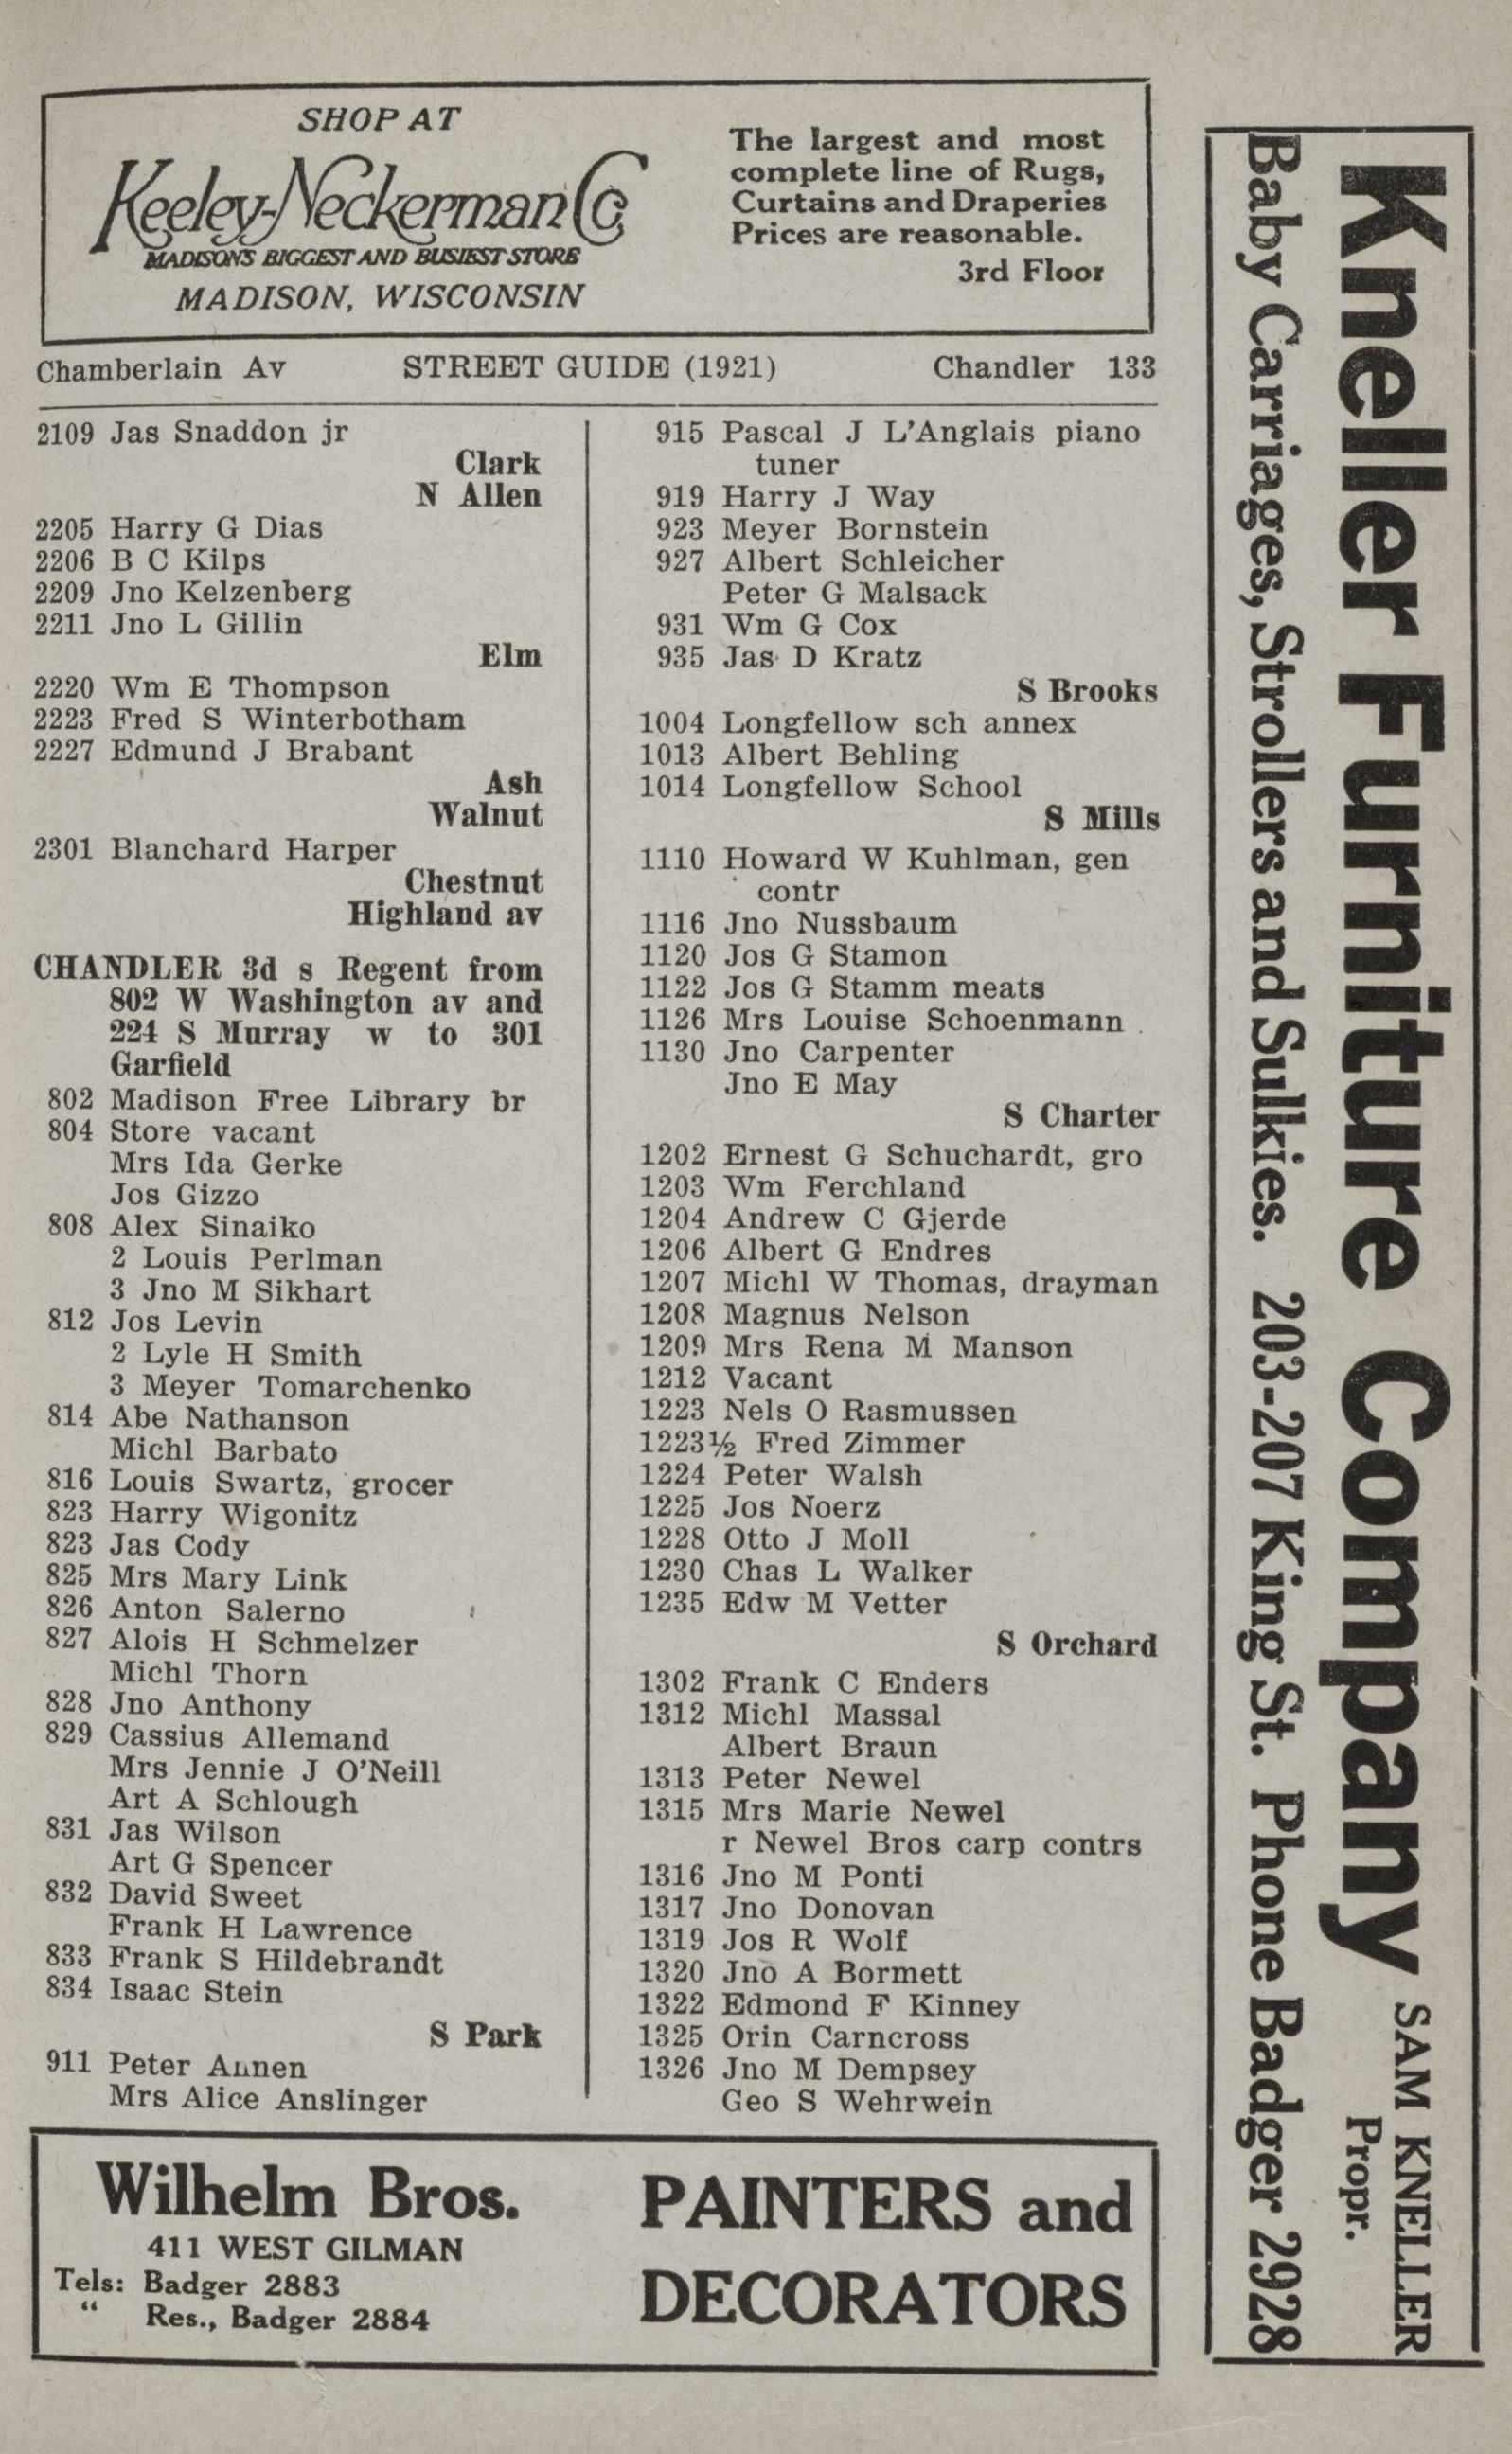 SHOP AT
Keeley-Neckerman Co
MADISON'S BIGGEST AND BUSIEST STORE
MADISON, WISCONSIN
The largest and most
complete line of Rugs,
Curtains and Draperies
Prices are reasonable.
3rd Floor
Chamberlain Av STREET GUIDE (1921) Chandler 133
2109 Jas Snaddon jr
Clark
N Allen
2205 Harry G Dias
2206 B C Kilps
2209 Jno Kelzenberg
2211 Jno L Gillin
Elm
2220 Wm E Thompson
2223 Fred S Winterbotham
2227 Edmund J Brabant
Ash
Walnut
2301 Blanchard Harper
Chestnut
Highland av
CHANDLER 3d s Regent from
802 W Washington av and
224 S Murray w to 301
Garfield
802 Madison Free Library br
804 Store vacant
Mrs Ida Gerke
Jos Gizzo
808 Alex Sinaiko
2 Louis Perlman
3 Jno M Sikhart
812 Jos Levin
2 Lyle H Smith
3 Meyer Tomarchenko
814 Abe Nathanson
Michl Barbato
816 Louis Swartz, grocer
823 Harry Wigonitz
823 Jas Cody
825 Mrs Mary Link
826 Anton Salerno
827 Alois H Schmelzer
Michl Thorn
828 Jno Anthony
829 Cassius Allemand
Mrs Jennie J O'Neill
Art A Schlough
831 Jas Wilson
Art G Spencer
832 David Sweet
Frank H Lawrence
833 Frank S Hildebrandt
834 Isaac Stein
S Park
911 Peter Annen
Mrs Alice Anslinger
915 Pascal J L'Anglais piano
tuner
919 Harry J Way
923 Meyer Bornstein
927 Albert Schleicher
Peter G Malsack
931 Wm G Cox
935 Jas D Kratz
S Brooks
1004 Longfellow sch annex
1013 Albert Behling
1014 Longfellow School
S Mills
1110 Howard W Kuhlman, gen
contr
1116 Jno Nussbaum
1120 Jos G Stamon
1122 Jos G Stamm meats
1126 Mrs Louise Schoenmann
1130 Jno Carpenter
Jno E May
S Charter
1202 Ernest G Schuchardt, gro
1203 Wm Ferchland
1204 Andrew C Gjerde
1206 Albert G Endres
1207 Michl W Thomas, drayman
1208 Magnus Nelson
1209 Mrs Rena M Manson
1212 Vacant
1223 Nels O Rasmussen
1223½ Fred Zimmer
1224 Peter Walsh
1225 Jos Noerz
1228 Otto J Moll
1230 Chas L Walker
1235 Edw M Vetter
S Orchard
1302 Frank C Enders
1312 Michl Massal
Albert Braun
1313 Peter Newel
1315 Mrs Marie Newel
r Newel Bros carp contrs
1316 Jno M Ponti
1317 Jno Donovan
1319 Jos R Wolf
1320 Jno A Bormett
1322 Edmond F Kinney
1325 Orin Carncross
1326 Jno M Dempsey
Geo S Wehrwein
Wilhelm Bros.
411 WEST GILMAN
Tels: Badger 2883
" Res., Badger 2884
PAINTERS and
DECORATORS
Kneller Furniture Company
SAM KNELLER
Propr.
Baby Carriages, Strollers and Sulkies. 203-207 King St. Phone Badger 2928